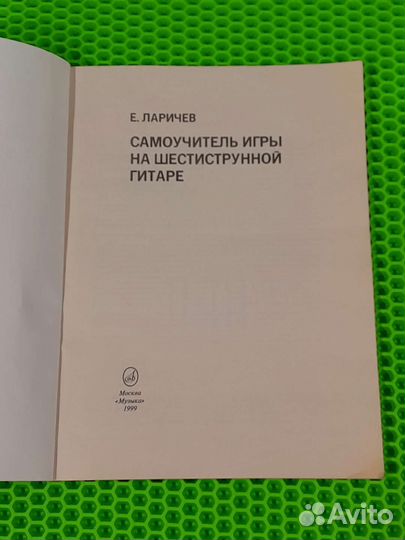 Е. ЛАРИЧЕВ
САМОУЧИТЕЛЬ ИГРЫ
НА ШЕСТИСТРУННОЙ
ГИТАРЕ
Москва
«Музыка»
1999
Avito